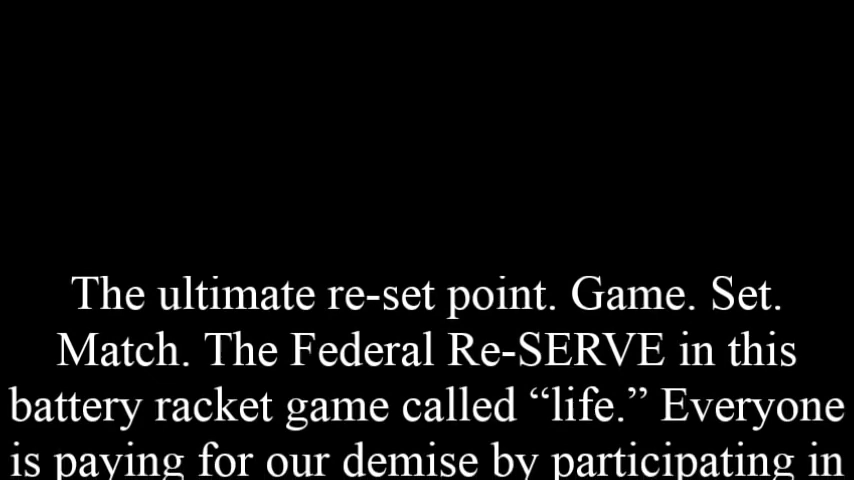 The ultimate re-set point. Game. Set.
Match. The Federal Re-SERVE in this
battery racket game called “life.” Everyone
is paying for our demise by participating in